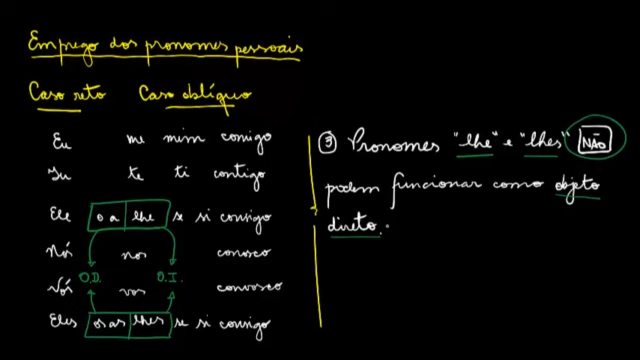 Emprego dos pronomes pessoais
Caso reto Caso oblíquo
Eu me mim comigo
Tu te ti contigo
Ele o a lhe se si consigo
Nós nos conosco
O.D. O.I.
Vós vos convosco
Eles os as lhes se si consigo
3 Pronomes "lhe" e "lhes" NÃO
podem funcionar como objeto
direto.